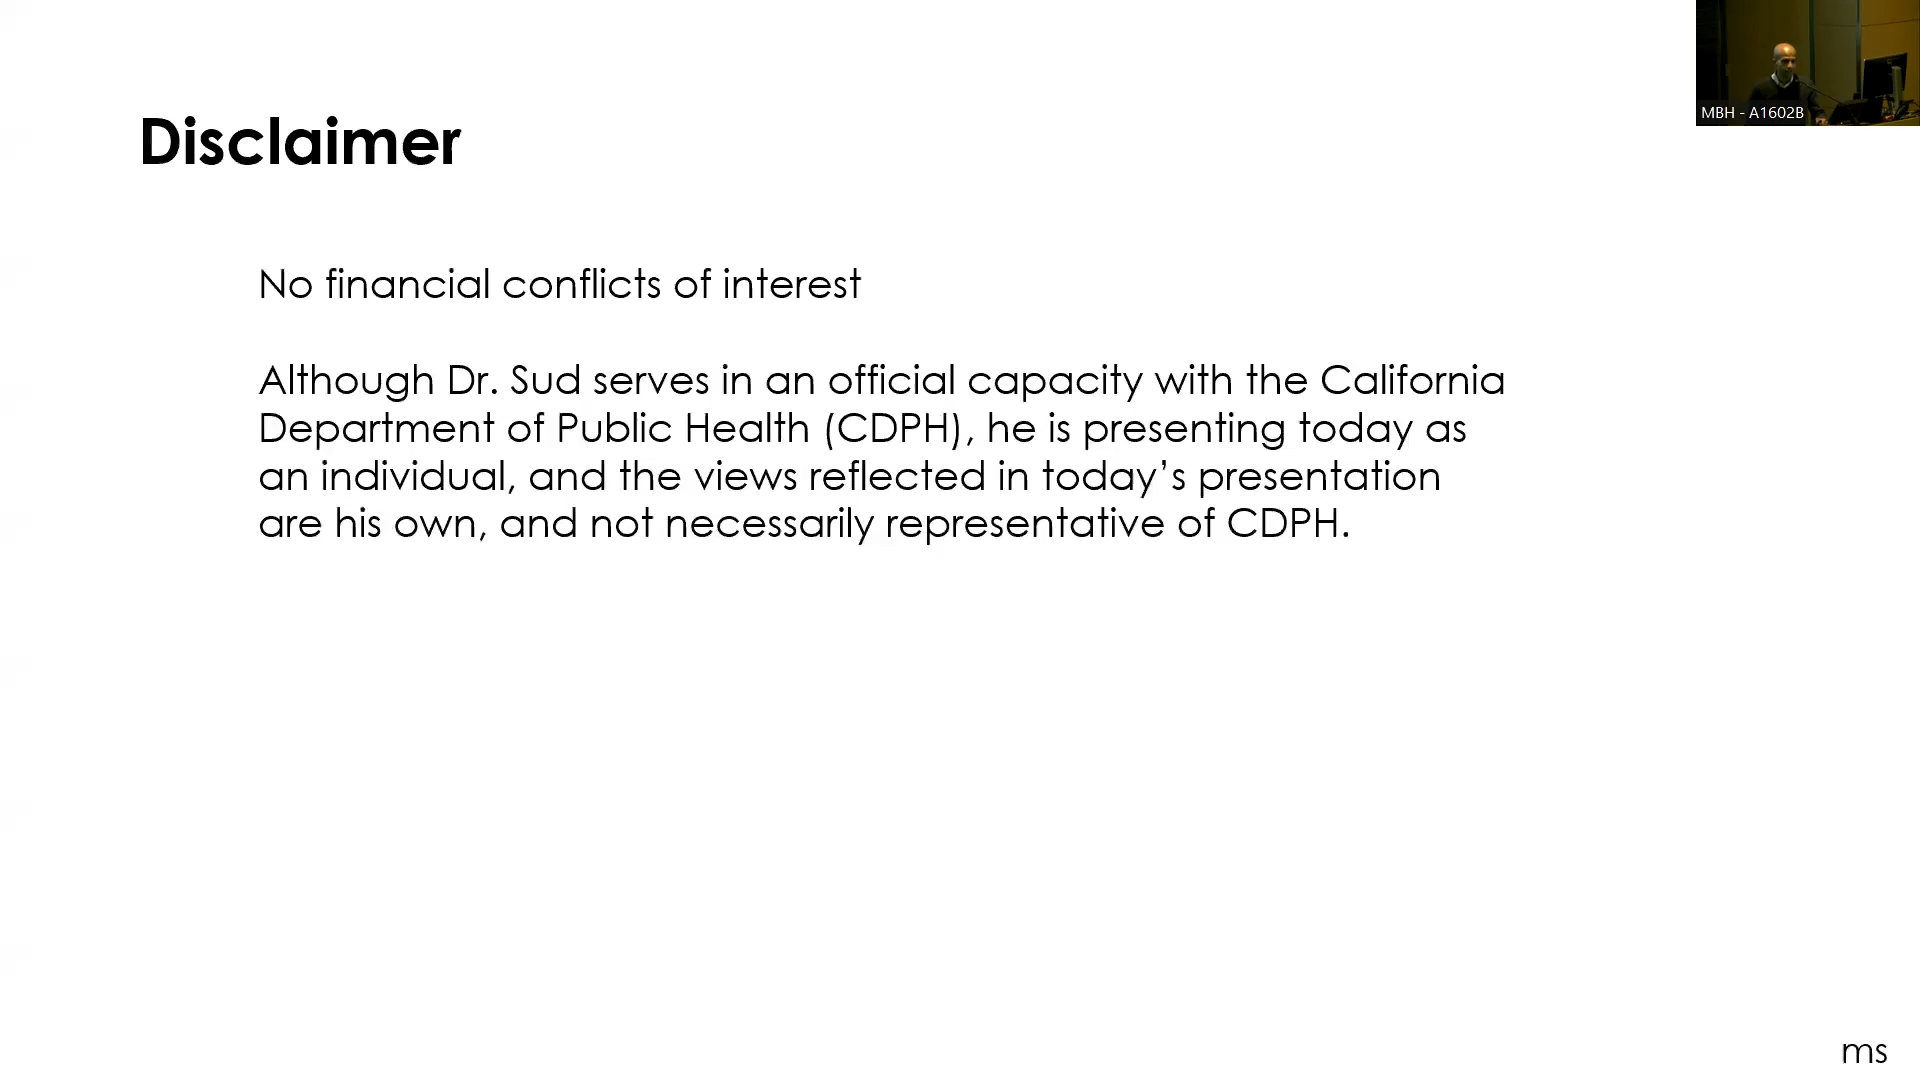 MBH - A1602B
Disclaimer
No financial conflicts of interest
Although Dr. Sud serves in an official capacity with the California
Department of Public Health (CDPH), he is presenting today as
an individual, and the views reflected in today’s presentation
are his own, and not necessarily representative of CDPH.
ms